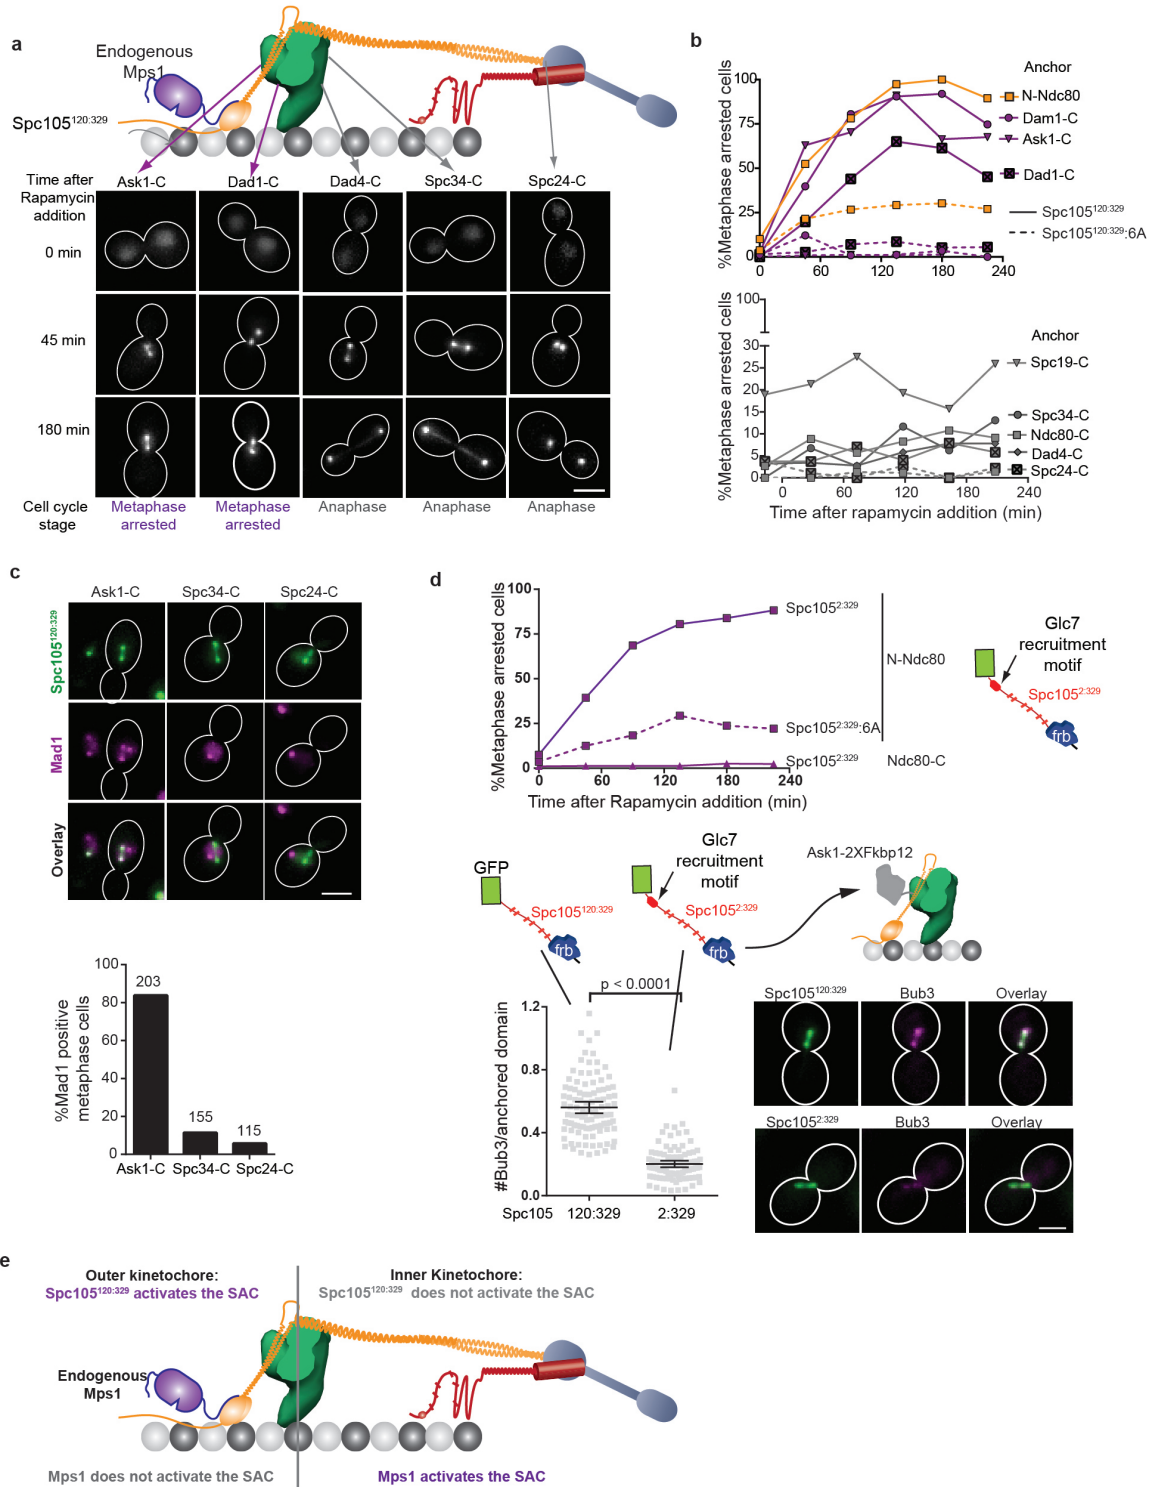 a
Endogenous
Mps1
Spc105120:329
Time after
Rapamycin
addition
Ask1-C
Dad1-C
Dad4-C
Spc34-C
Spc24-C
0 min
45 min
180 min
Cell cycle
stage
Metaphase
arrested
Metaphase
arrested
Anaphase
Anaphase
Anaphase
b
%Metaphase arrested cells
100
75
50
25
0
0
60
120
180
240
Anchor
N-Ndc80
Dam1-C
Ask1-C
Dad1-C
Spc105120:329
Spc105120:329:6A
%Metaphase arrested cells
100
30
25
20
15
10
5
0
0
60
120
180
240
Time after rapamycin addition (min)
Anchor
Spc19-C
Spc34-C
Ndc80-C
Dad4-C
Spc24-C
c
Ask1-C
Spc34-C
Spc24-C
Spc105120:329
Mad1
Overlay
%Mad1 positive
metaphase cells
100
80
60
40
20
0
203
155
115
Ask1-C
Spc34-C
Spc24-C
d
%Metaphase arrested cells
100
75
50
25
0
0
60
120
180
240
Time after Rapamycin addition (min)
Spc1052:329
Spc1052:329:6A
Spc1052:329
N-Ndc80
Ndc80-C
Glc7
recruitment
motif
Spc1052:329
frb
GFP
Spc105120:329
frb
Glc7
recruitment
motif
Spc1052:329
frb
Ask1-2XFkbp12
p < 0.0001
#Bub3/anchored domain
1.2
0.8
0.4
0.0
Spc105
120:329
2:329
Spc105120:329
Bub3
Overlay
Spc1052:329
Bub3
Overlay
e
Outer kinetochore:
Spc105120:329 activates the SAC
Inner Kinetochore:
Spc105120:329 does not activate the SAC
Endogenous
Mps1
Mps1 does not activate the SAC
Mps1 activates the SAC